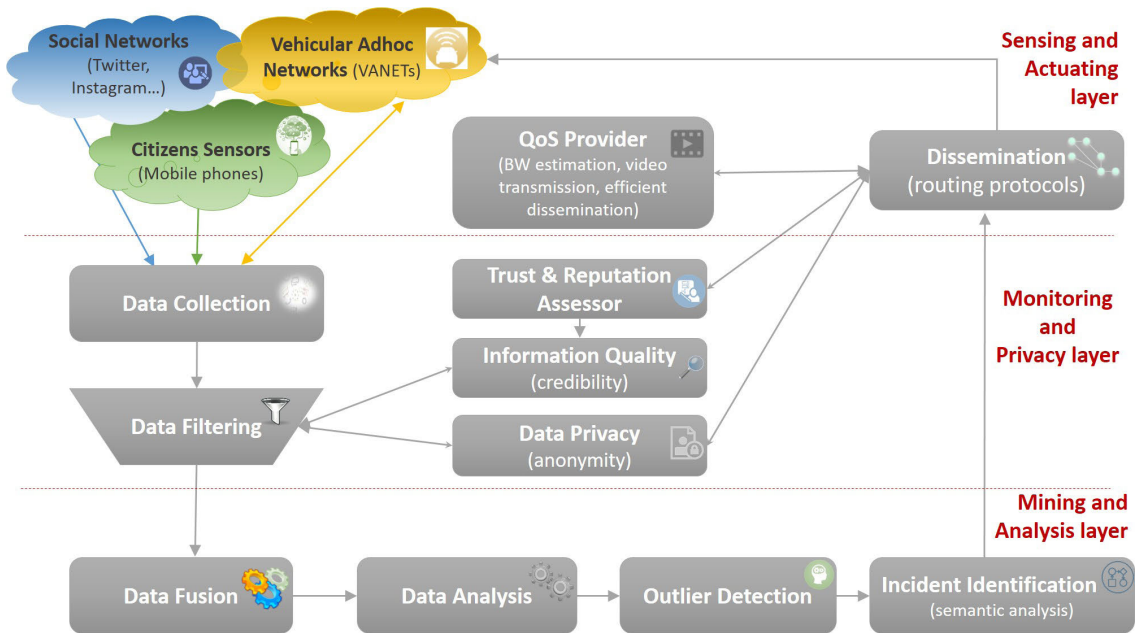 Social Networks
(Twitter,
Instagram...)
Vehicular Adhoc
Networks (VANETs)
Citizens Sensors
(Mobile phones)
Sensing and
Actuating
layer
QoS Provider
(BW estimation, video
transmission, efficient
dissemination)
Dissemination
(routing protocols)
Data Collection
Trust & Reputation
Assessor
Monitoring
and
Privacy layer
Information Quality
(credibility)
Data Filtering
Data Privacy
(anonymity)
Mining and
Analysis layer
Data Fusion
Data Analysis
Outlier Detection
Incident Identification
(semantic analysis)